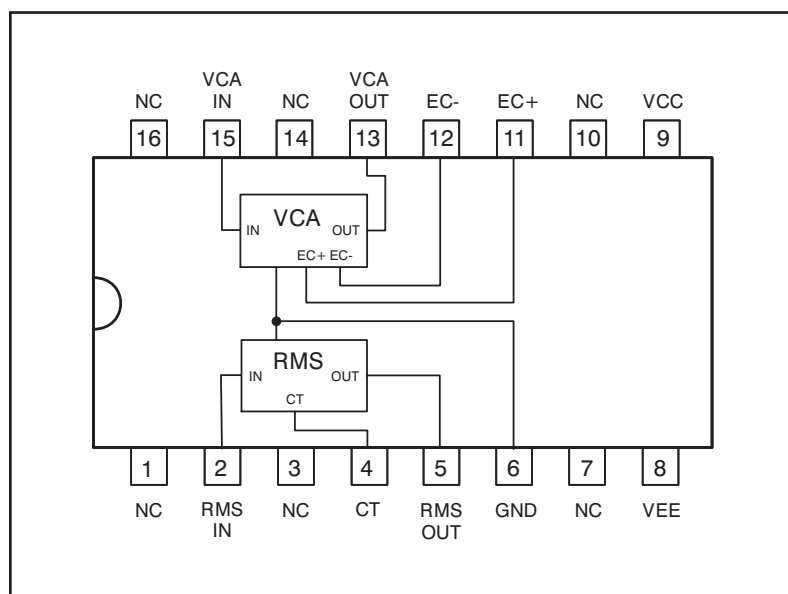 NC VCA IN NC VCA OUT EC- EC+ NC VCC
16 15 14 13 12 11 10 9
VCA
IN OUT
EC+ EC-
RMS
IN OUT
CT
1 2 3 4 5 6 7 8
NC RMS IN NC CT RMS OUT GND NC VEE